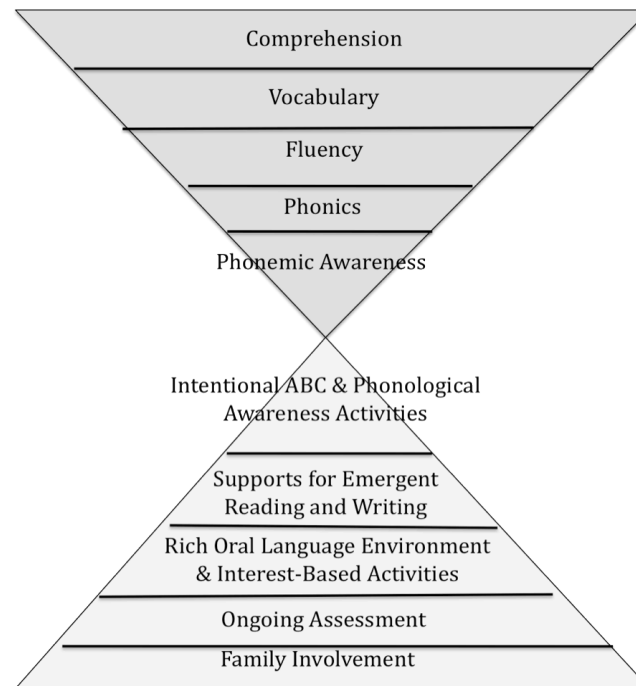 Comprehension
Vocabulary
Fluency
Phonics
Phonemic Awareness
Intentional ABC & Phonological
Awareness Activities
Supports for Emergent
Reading and Writing
Rich Oral Language Environment
& Interest-Based Activities
Ongoing Assessment
Family Involvement